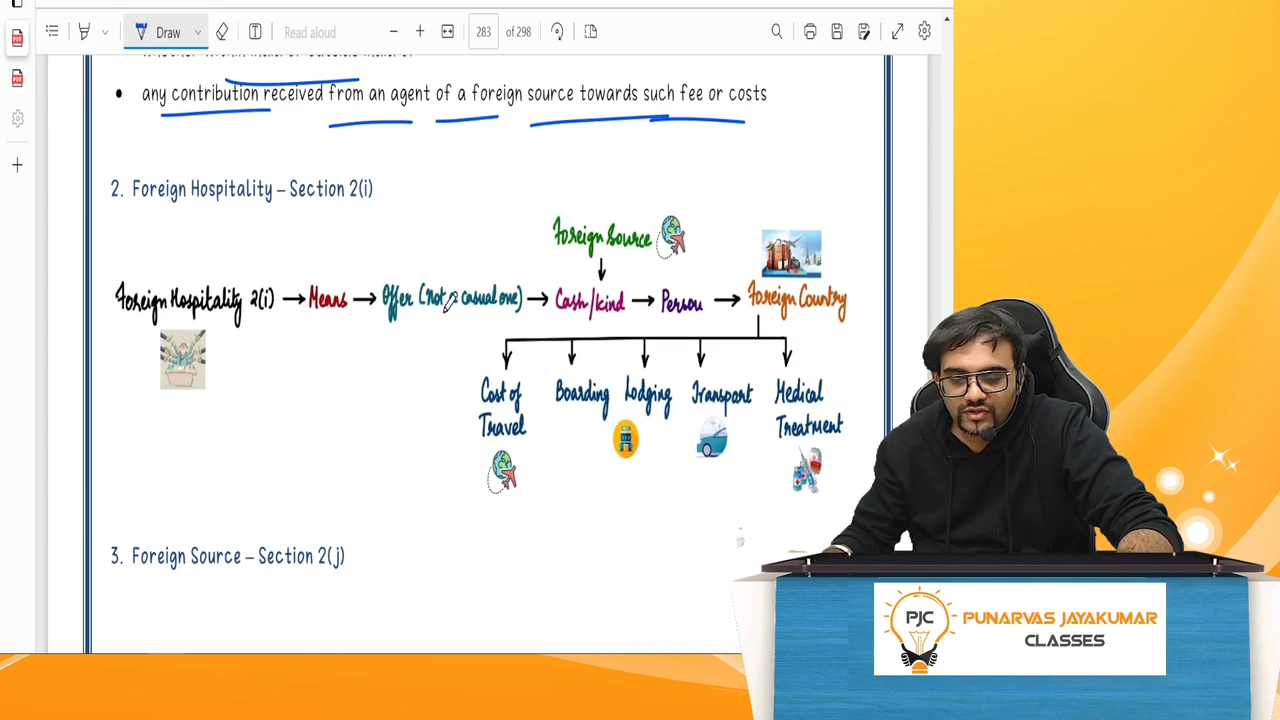 Draw
Read aloud
283 of 298
any contribution received from an agent of a foreign source towards such fee or costs
2. Foreign Hospitality – Section 2(i)
Foreign Source
Foreign Hospitality 2(i) → Means → Offer (not a casual one) → Cash/kind → Person → Foreign Country
Cost of Travel
Boarding
Lodging
Transport
Medical Treatment
3. Foreign Source – Section 2(j)
PJC
PUNARVAS JAYAKUMAR
CLASSES